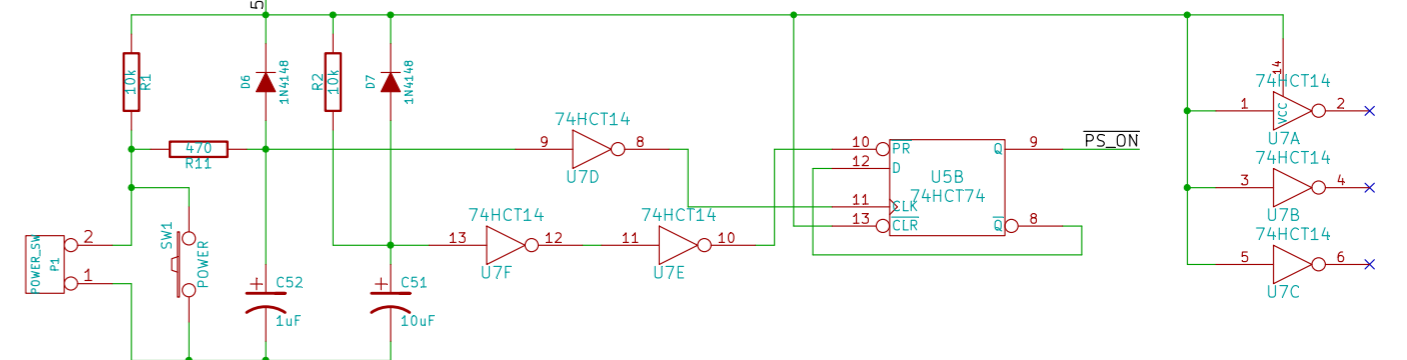 5
10k
R1
D6
1N4148
R2
10k
D7
1N4148
470
R11
POWER_SW
P1
2
1
SW1
POWER
C52
1uF
C51
10uF
74HCT14
9
8
U7D
74HCT14
13
12
U7F
74HCT14
11
10
U7E
10
PR
12
D
11
CLK
13
CLR
U5B
74HCT74
Q
9
Q
8
PS_ON
14
74HCT14
1
VCC
2
U7A
74HCT14
3
4
U7B
74HCT14
5
6
U7C